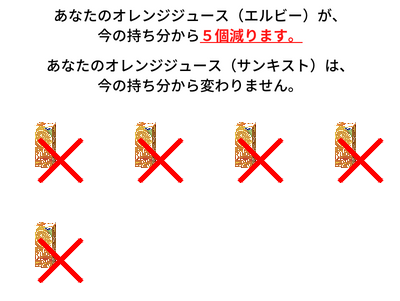 あなたのオレンジジュース（エルビー）が、
今の持ち分から５個減ります。
あなたのオレンジジュース（サンキスト）は、
今の持ち分から変わりません。